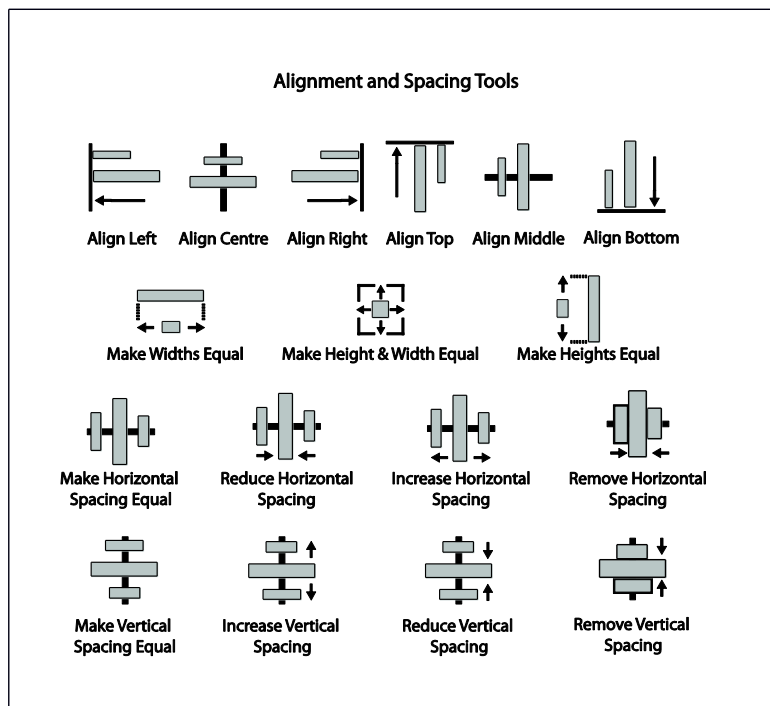 Alignment and Spacing Tools
Align Left
Align Centre
Align Right
Align Top
Align Middle
Align Bottom
Make Widths Equal
Make Height & Width Equal
Make Heights Equal
Make Horizontal
Spacing Equal
Reduce Horizontal
Spacing
Increase Horizontal
Spacing
Remove Horizontal
Spacing
Make Vertical
Spacing Equal
Increase Vertical
Spacing
Reduce Vertical
Spacing
Remove Vertical
Spacing